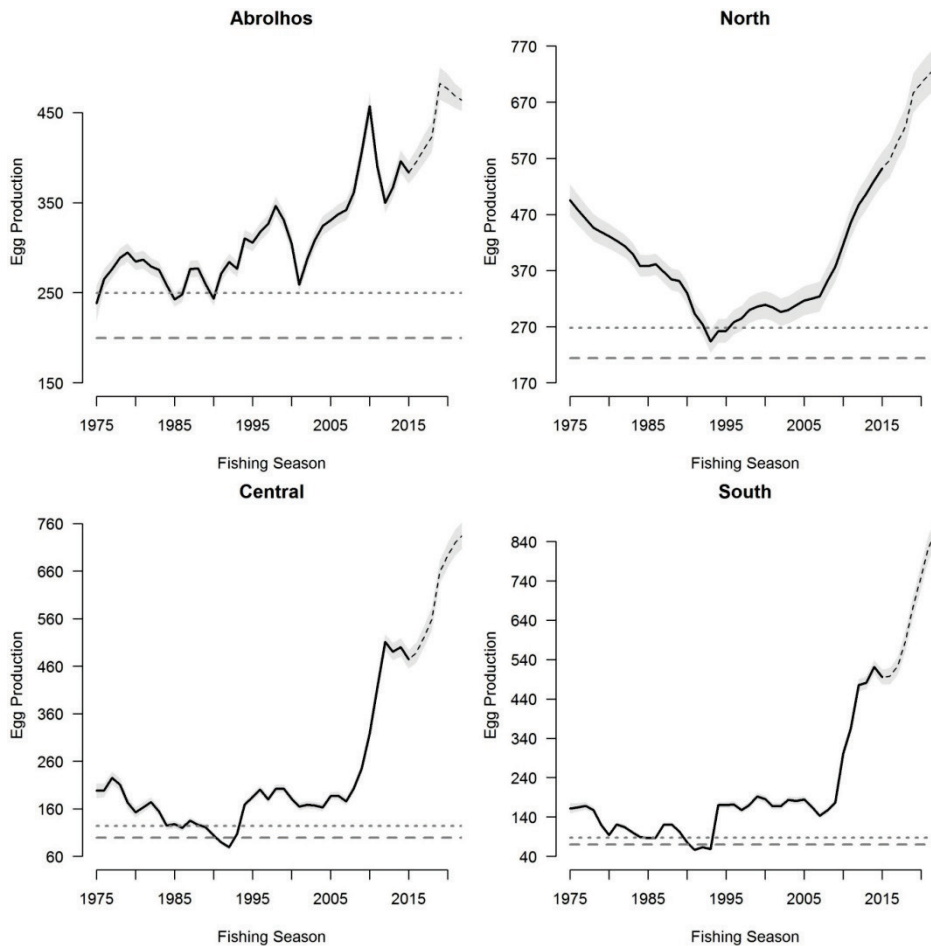 Abrolhos
450
350
250
150
Egg Production
1975 1985 1995 2005 2015
Fishing Season
North
770
670
570
470
370
270
170
Egg Production
1975 1985 1995 2005 2015
Fishing Season
Central
760
660
560
460
360
260
160
60
Egg Production
1975 1985 1995 2005 2015
Fishing Season
South
840
740
640
540
440
340
240
140
40
Egg Production
1975 1985 1995 2005 2015
Fishing Season